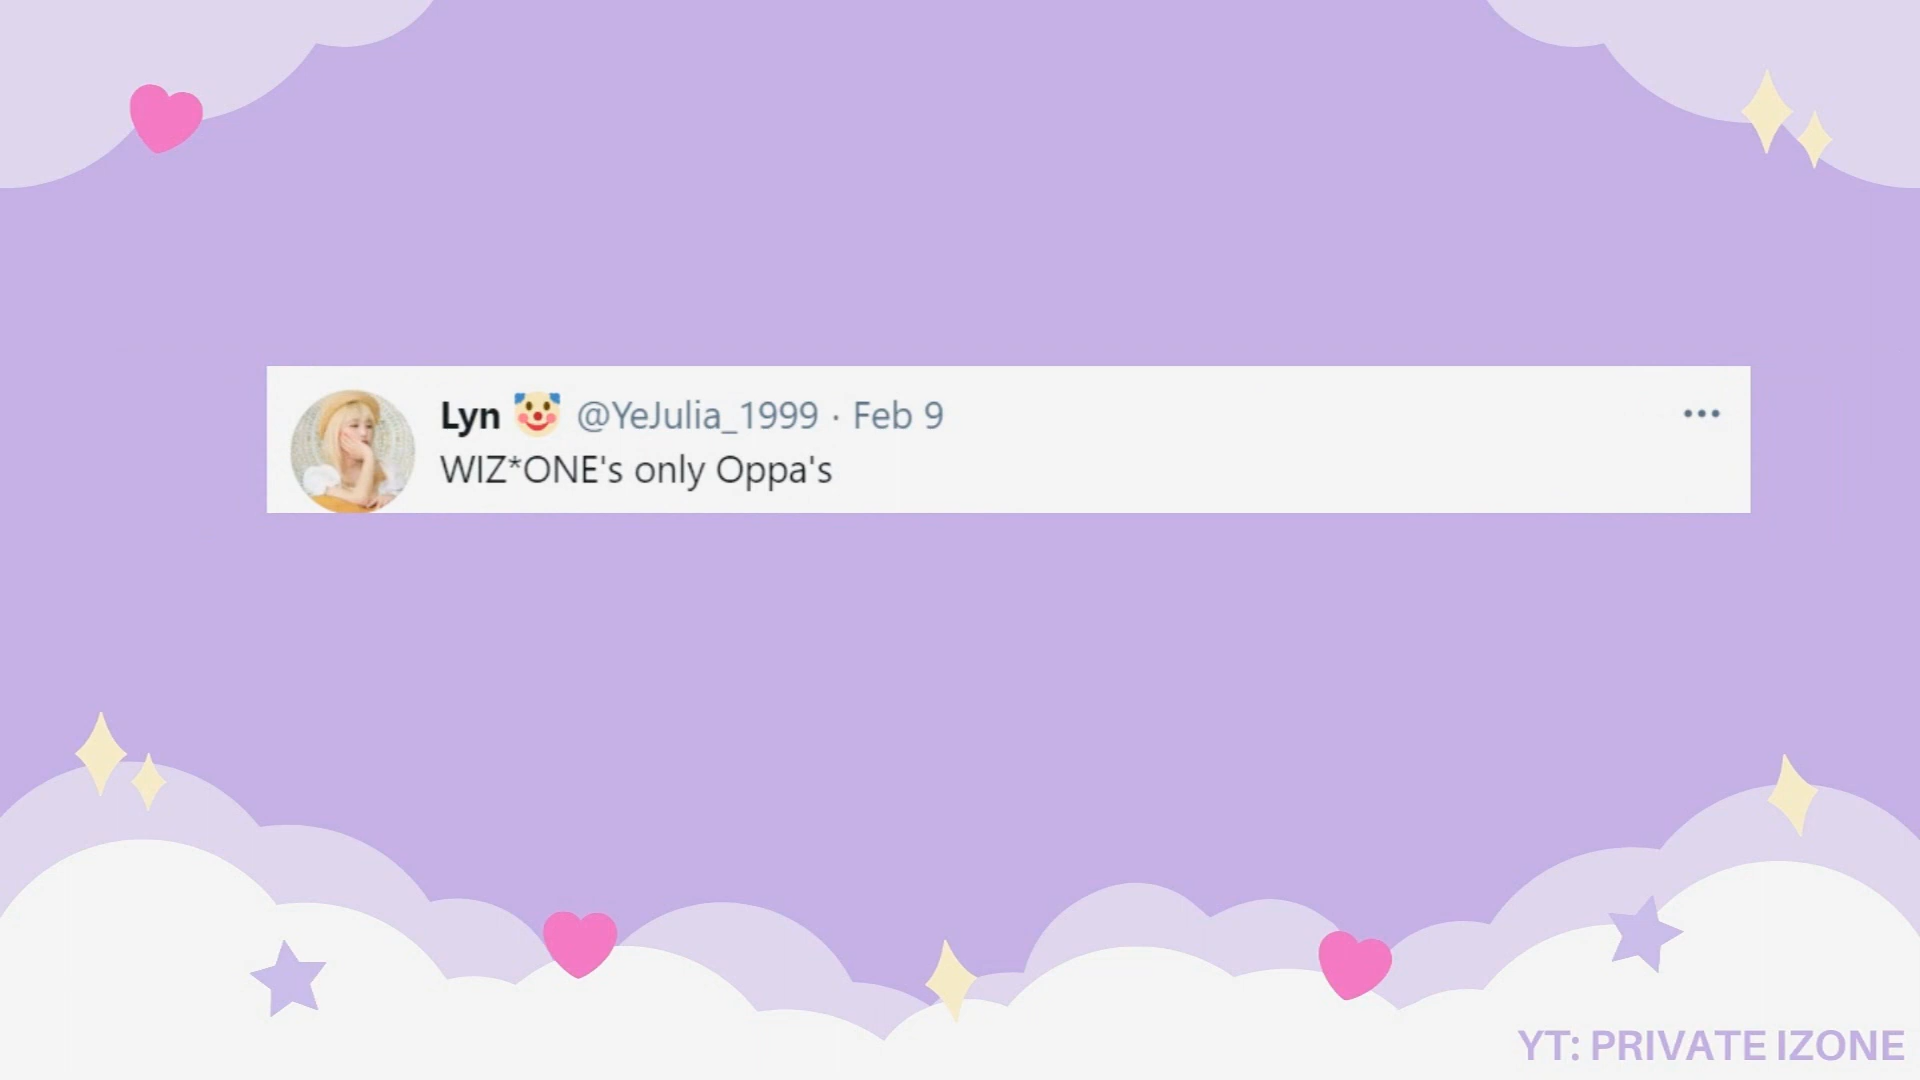 Lyn 🤡 @YeJulia_1999 · Feb 9
WIZ*ONE's only Oppa's
YT: PRIVATE IZONE